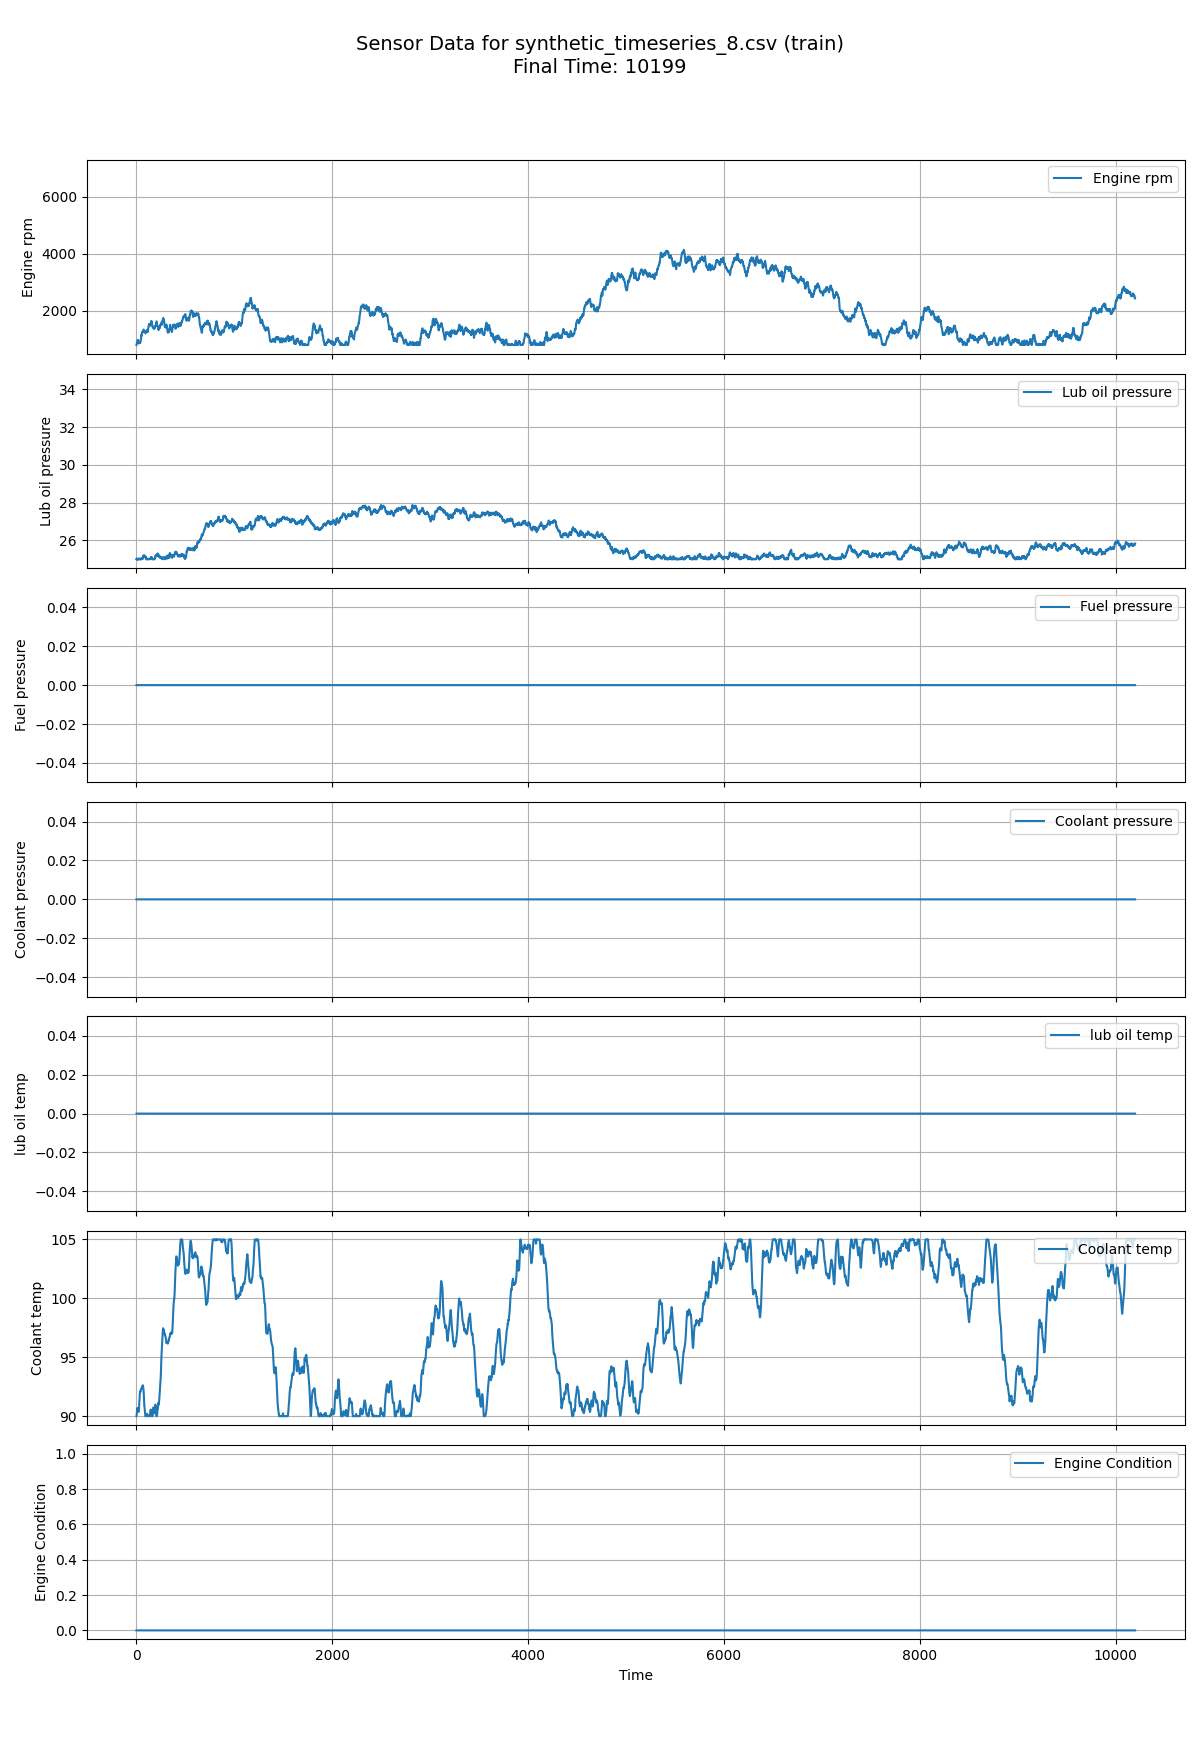 Sensor Data for synthetic_timeseries_8.csv (train)
Final Time: 10199
Engine rpm
6000
4000
2000
Engine rpm
Lub oil pressure
34
32
30
28
26
Lub oil pressure
Fuel pressure
0.04
0.02
0.00
−0.02
−0.04
Fuel pressure
Coolant pressure
0.04
0.02
0.00
−0.02
−0.04
Coolant pressure
lub oil temp
0.04
0.02
0.00
−0.02
−0.04
lub oil temp
Coolant temp
105
100
95
90
Coolant temp
Engine Condition
1.0
0.8
0.6
0.4
0.2
0.0
Engine Condition
0 2000 4000 6000 8000 10000
Time